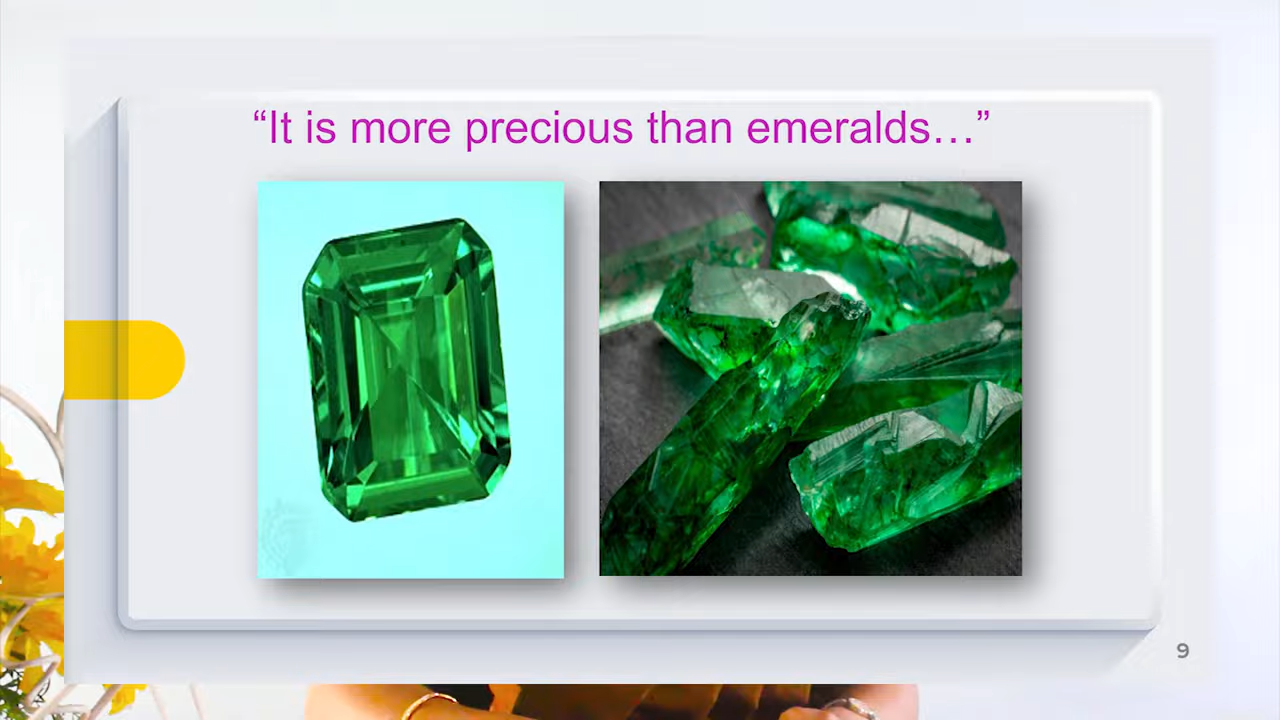 “It is more precious than emeralds…”
9